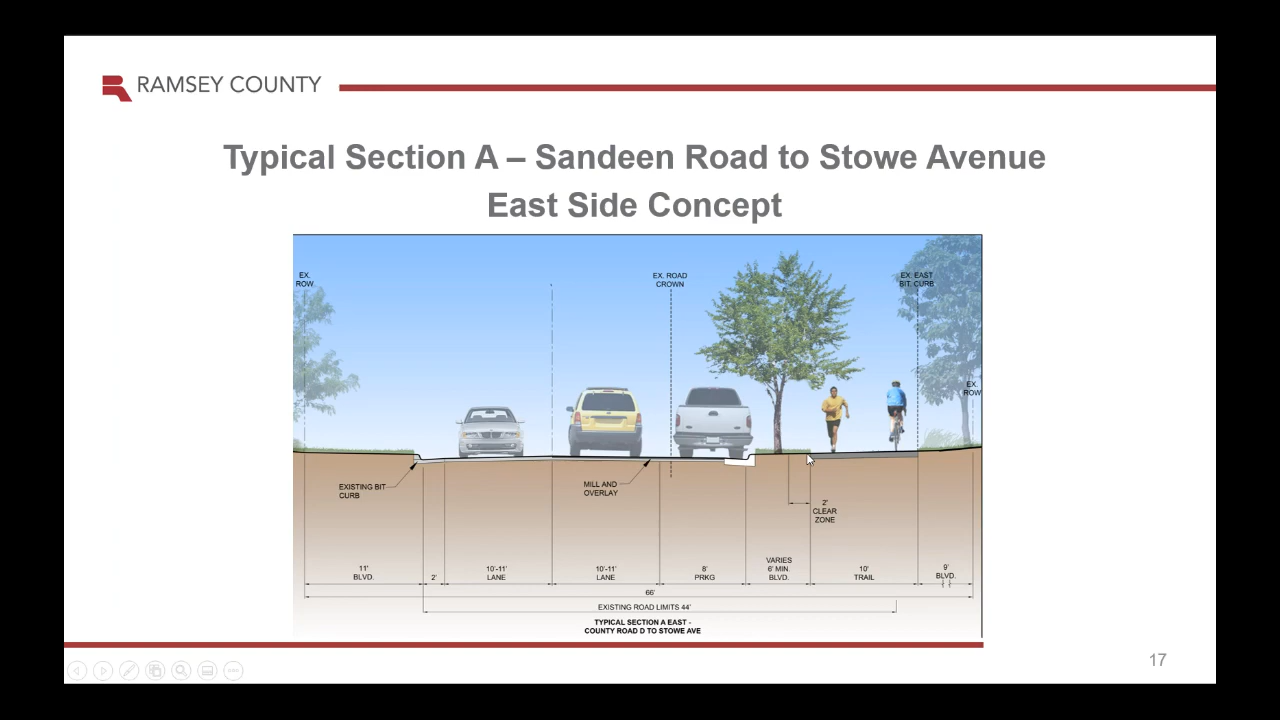 RAMSEY COUNTY
Typical Section A – Sandeen Road to Stowe Avenue
East Side Concept
EX.
ROW
EX. ROAD
CROWN
EX. EAST
BIT. CURB
EX.
ROW
EXISTING BIT
CURB
MILL AND
OVERLAY
2'
CLEAR
ZONE
11'
BLVD.
2'
10'-11'
LANE
10'-11'
LANE
8'
PRKG
VARIES
6' MIN.
BLVD.
10'
TRAIL
9'
BLVD.
66'
EXISTING ROAD LIMITS 44'
TYPICAL SECTION A EAST -
COUNTY ROAD D TO STOWE AVE
17